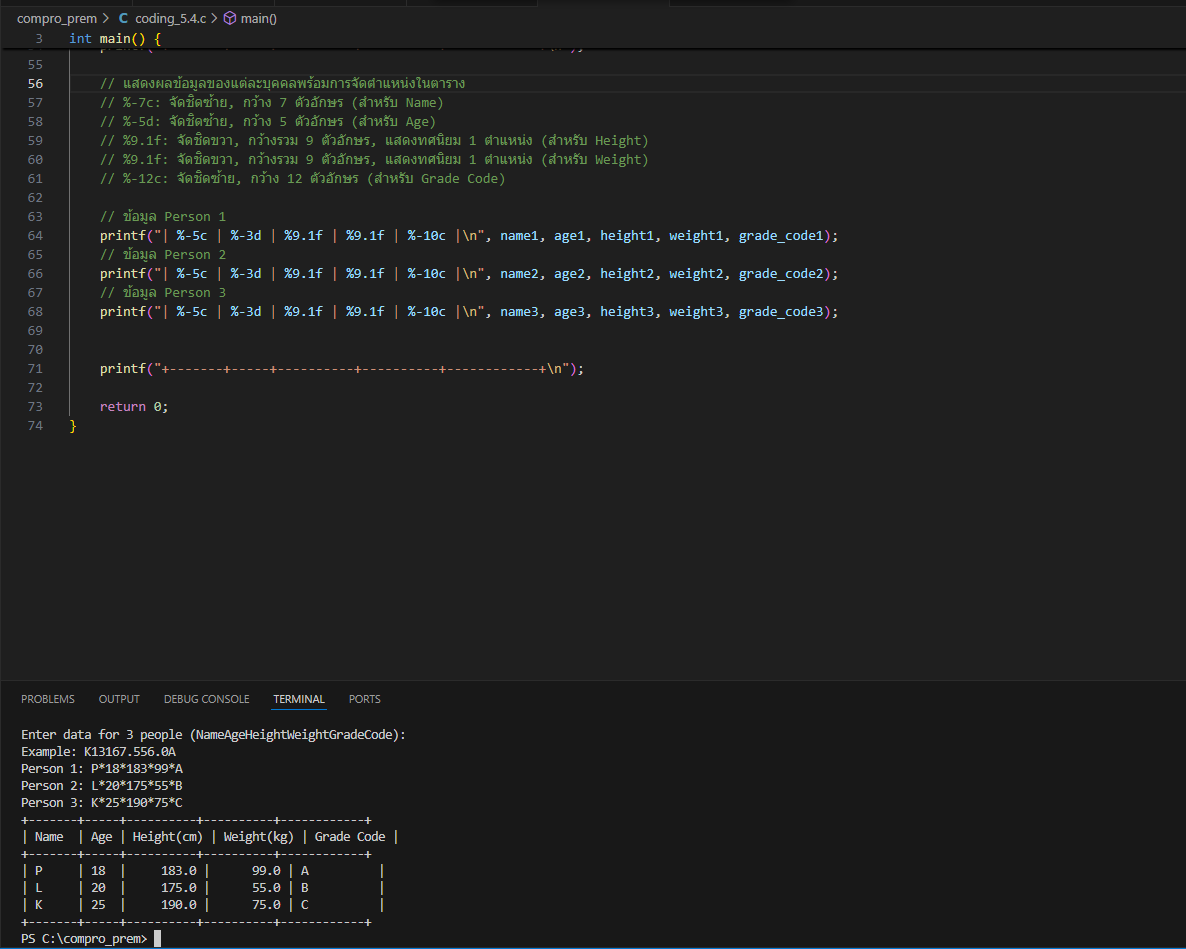 compro_prem > C coding_5.4.c > main()
3 int main() {
55
56 // แสดงผลข้อมูลของแต่ละบุคคลพร้อมการจัดตำแหน่งในตาราง
57 // %-7c: จัดชิดซ้าย, กว้าง 7 ตัวอักษร (สำหรับ Name)
58 // %-5d: จัดชิดซ้าย, กว้าง 5 ตัวอักษร (สำหรับ Age)
59 // %9.1f: จัดชิดขวา, กว้างรวม 9 ตัวอักษร, แสดงทศนิยม 1 ตำแหน่ง (สำหรับ Height)
60 // %9.1f: จัดชิดขวา, กว้างรวม 9 ตัวอักษร, แสดงทศนิยม 1 ตำแหน่ง (สำหรับ Weight)
61 // %-12c: จัดชิดซ้าย, กว้าง 12 ตัวอักษร (สำหรับ Grade Code)
62
63 // ข้อมูล Person 1
64 printf("| %-5c | %-3d | %9.1f | %9.1f | %-10c |\n", name1, age1, height1, weight1, grade_code1);
65 // ข้อมูล Person 2
66 printf("| %-5c | %-3d | %9.1f | %9.1f | %-10c |\n", name2, age2, height2, weight2, grade_code2);
67 // ข้อมูล Person 3
68 printf("| %-5c | %-3d | %9.1f | %9.1f | %-10c |\n", name3, age3, height3, weight3, grade_code3);
69
70
71 printf("+-------+-----+----------+----------+------------+\n");
72
73 return 0;
74 }
PROBLEMS OUTPUT DEBUG CONSOLE TERMINAL PORTS
Enter data for 3 people (NameAgeHeightWeightGradeCode):
Example: K13167.556.0A
Person 1: P*18*183*99*A
Person 2: L*20*175*55*B
Person 3: K*25*190*75*C
+-------+-----+----------+----------+------------+
| Name  | Age | Height(cm) | Weight(kg) | Grade Code |
+-------+-----+----------+----------+------------+
| P     | 18  |     183.0 |      99.0 | A          |
| L     | 20  |     175.0 |      55.0 | B          |
| K     | 25  |     190.0 |      75.0 | C          |
+-------+-----+----------+----------+------------+
PS C:\compro_prem>